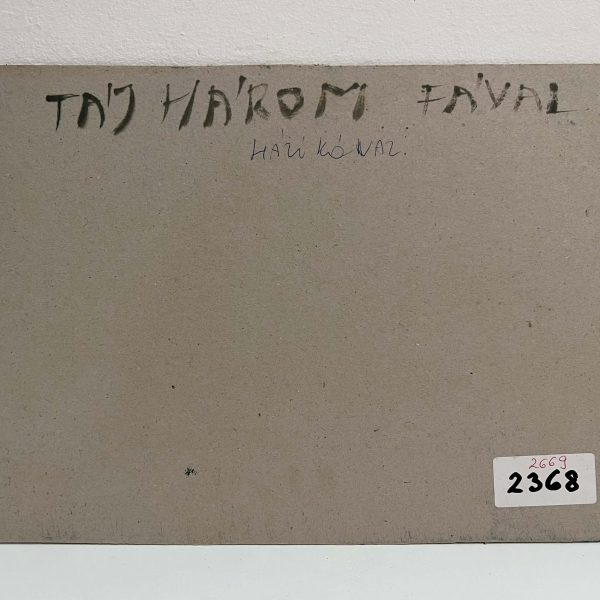 TÁJ HÁROM FÁVAL
HÁZIKÓVAL.
2669
2368